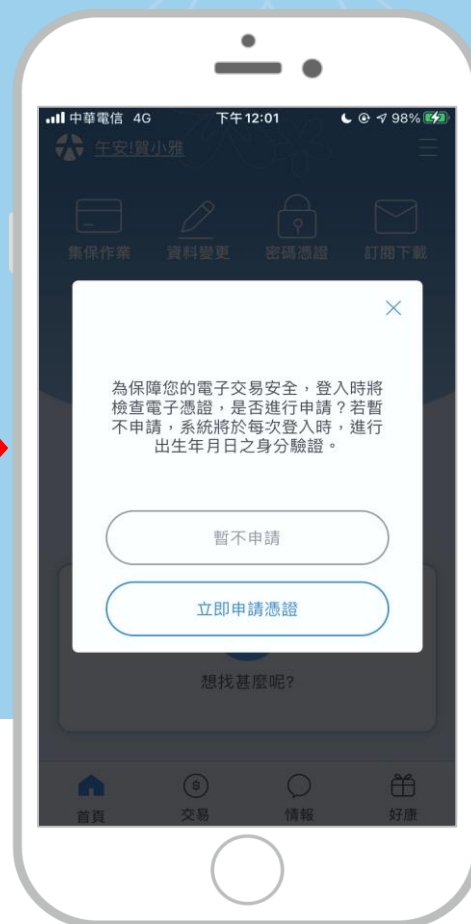 中華電信 4G 下午12:01 98%
午安!賀小雅
集保作業 資料變更 密碼憑證 訂閱下載
為保障您的電子交易安全，登入時將
檢查電子憑證，是否進行申請？若暫
不申請，系統將於每次登入時，進行
出生年月日之身分驗證。
暫不申請
立即申請憑證
想找甚麼呢?
首頁 交易 情報 好康